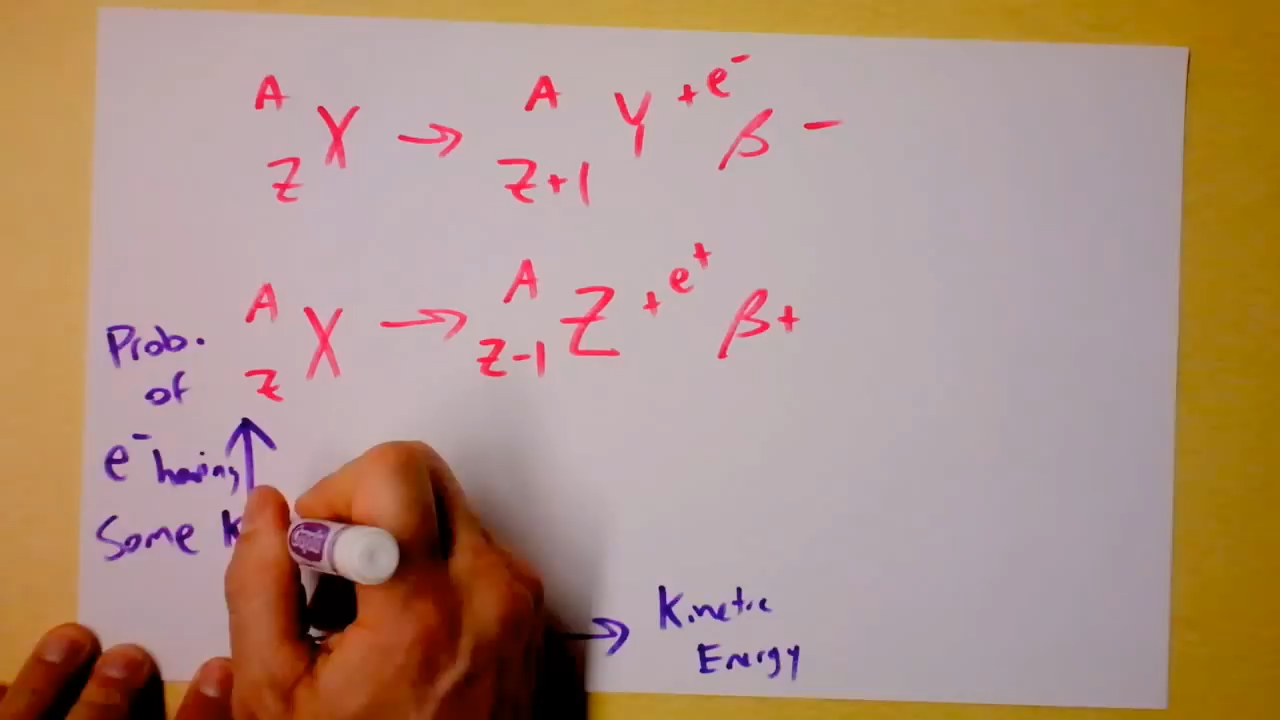 A A
X → Y + e⁻ β −
Z Z+1
A A
X → Z + e⁺ β +
Z Z-1
Prob.
of
e⁻ having
Some K
Kinetic
Energy